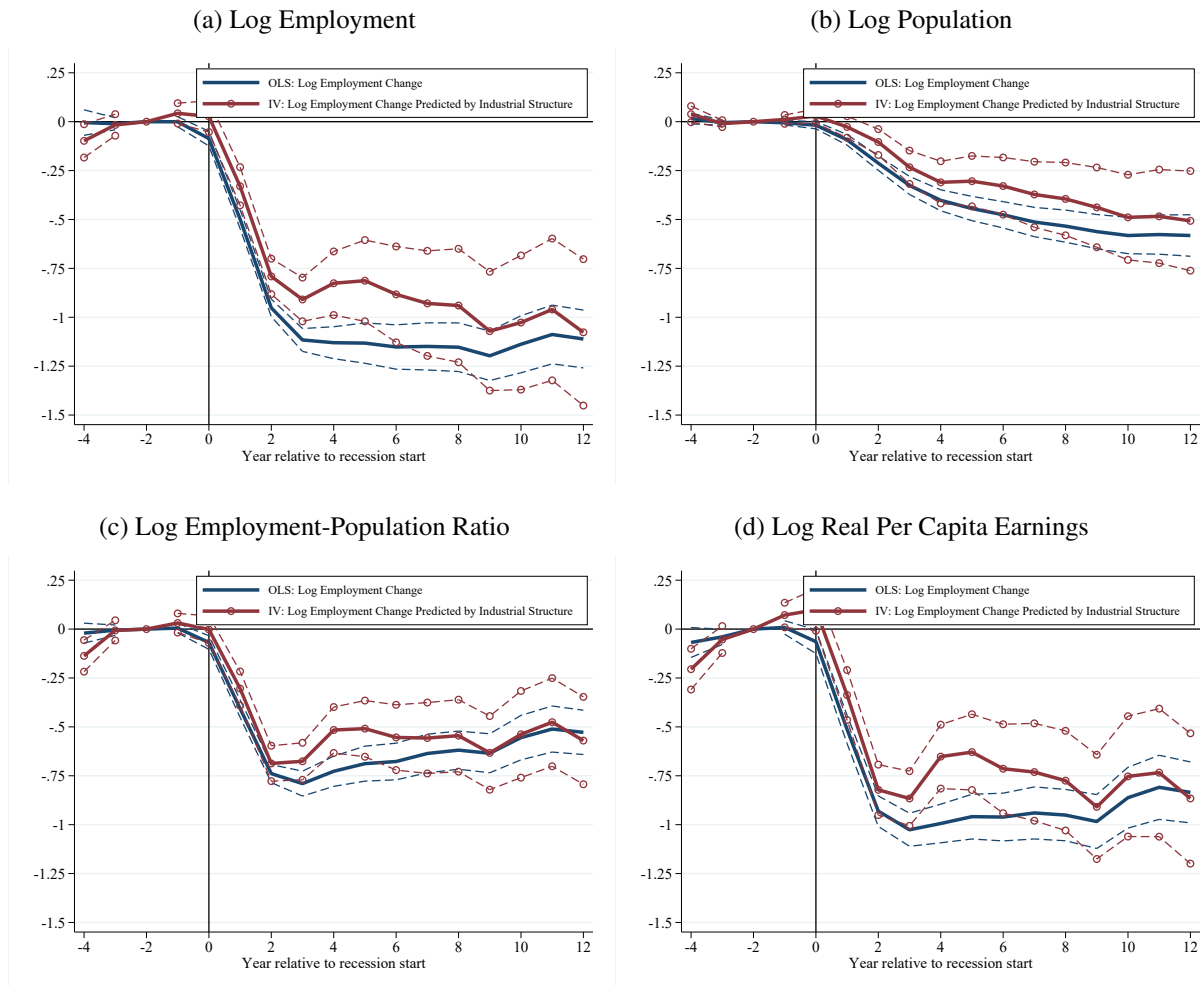 (a) Log Employment
OLS: Log Employment Change
IV: Log Employment Change Predicted by Industrial Structure
.25
0
-.25
-.5
-.75
-1
-1.25
-1.5
-4 -2 0 2 4 6 8 10 12
Year relative to recession start
(b) Log Population
OLS: Log Employment Change
IV: Log Employment Change Predicted by Industrial Structure
.25
0
-.25
-.5
-.75
-1
-1.25
-1.5
-4 -2 0 2 4 6 8 10 12
Year relative to recession start
(c) Log Employment-Population Ratio
OLS: Log Employment Change
IV: Log Employment Change Predicted by Industrial Structure
.25
0
-.25
-.5
-.75
-1
-1.25
-1.5
-4 -2 0 2 4 6 8 10 12
Year relative to recession start
(d) Log Real Per Capita Earnings
OLS: Log Employment Change
IV: Log Employment Change Predicted by Industrial Structure
.25
0
-.25
-.5
-.75
-1
-1.25
-1.5
-4 -2 0 2 4 6 8 10 12
Year relative to recession start